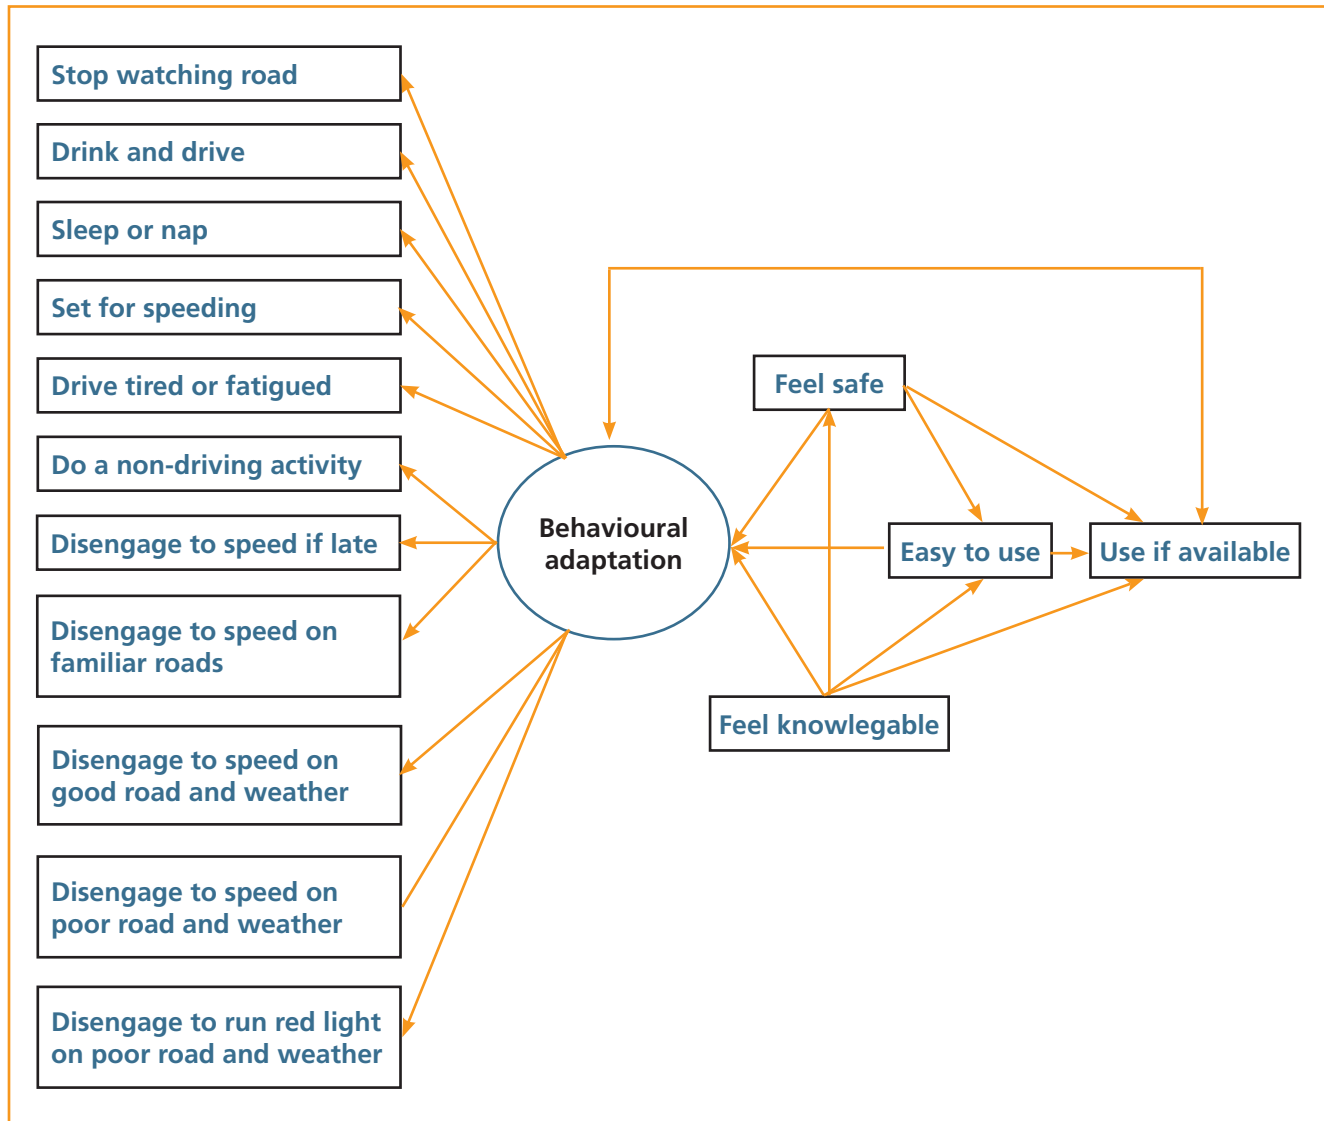 Stop watching road
Drink and drive
Sleep or nap
Set for speeding
Drive tired or fatigued
Do a non-driving activity
Disengage to speed if late
Disengage to speed on
familiar roads
Disengage to speed on
good road and weather
Disengage to speed on
poor road and weather
Disengage to run red light
on poor road and weather
Behavioural
adaptation
Feel safe
Easy to use
Use if available
Feel knowlegable